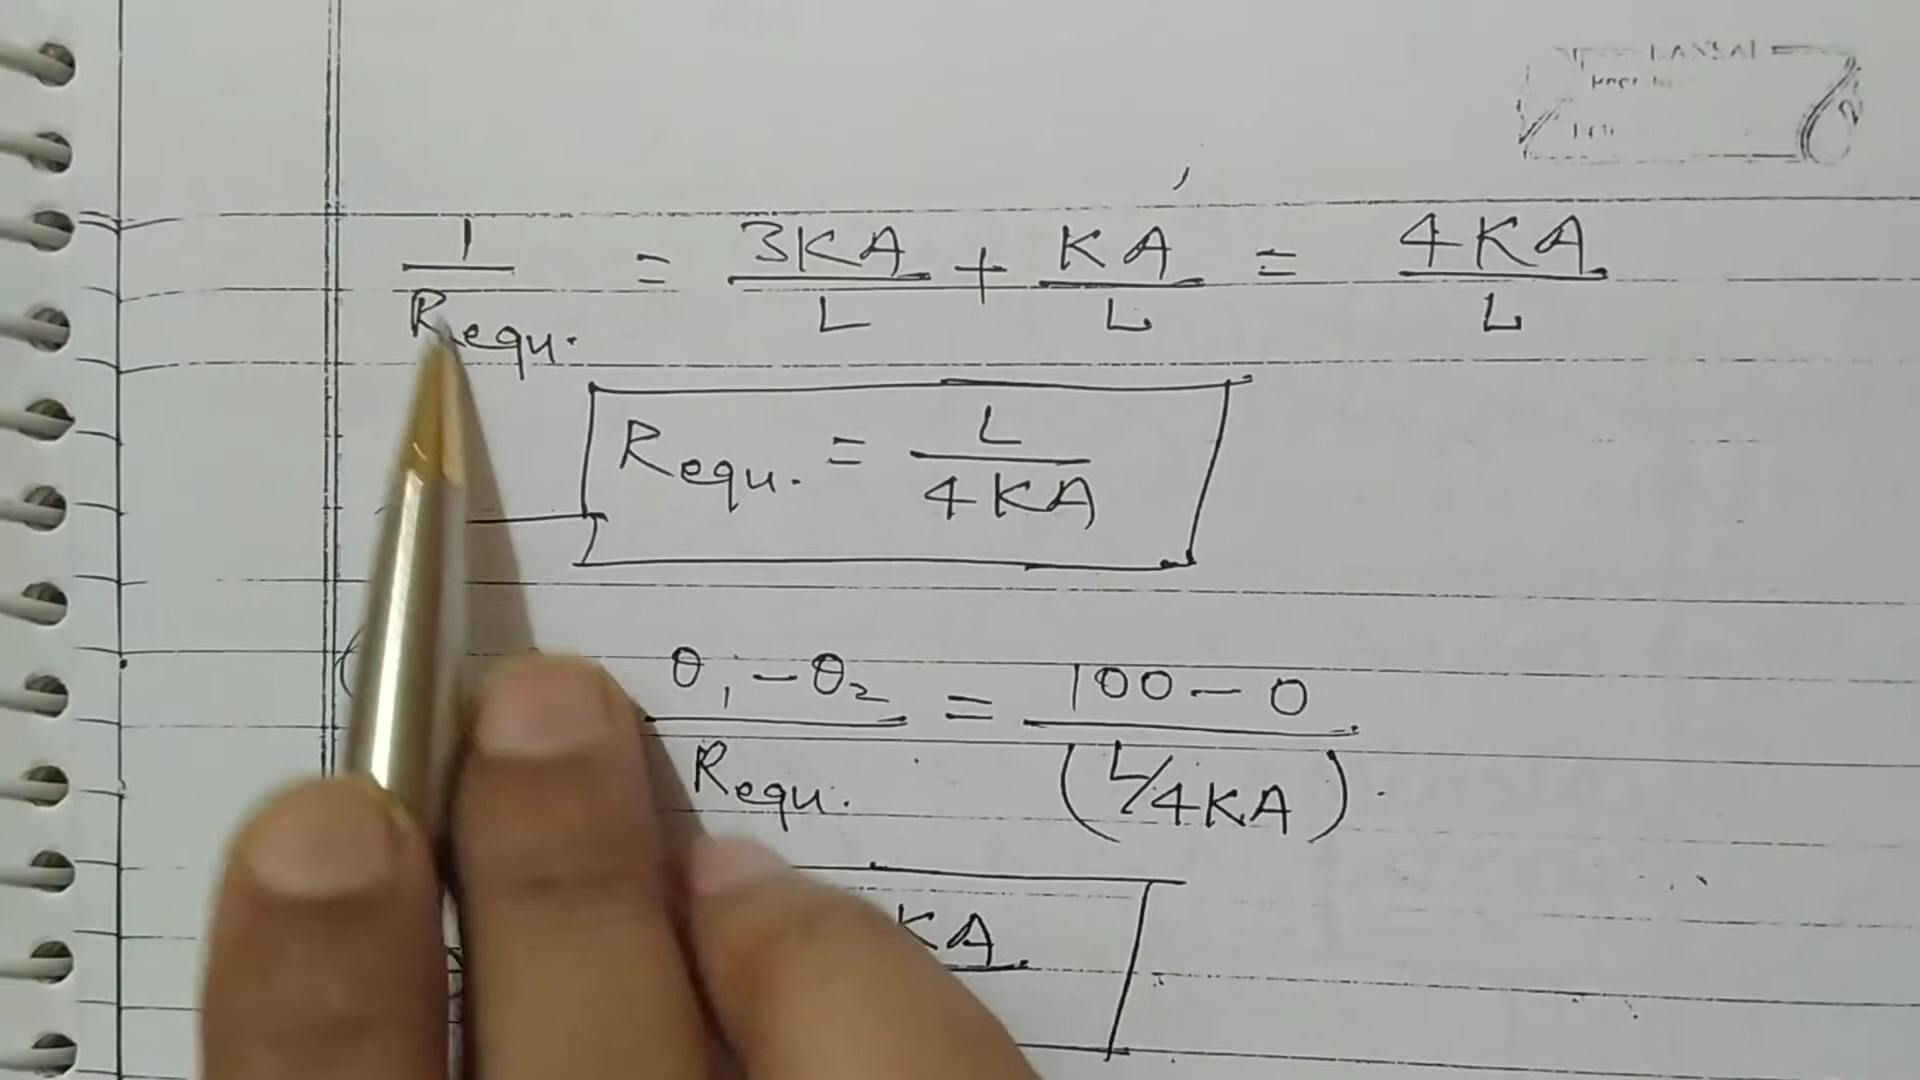 1/Requ. = 3KA/L + KA/L = 4KA/L
Requ. = L/4KA
θ1-θ2/Requ. = 100-0/(L/4KA)
KA